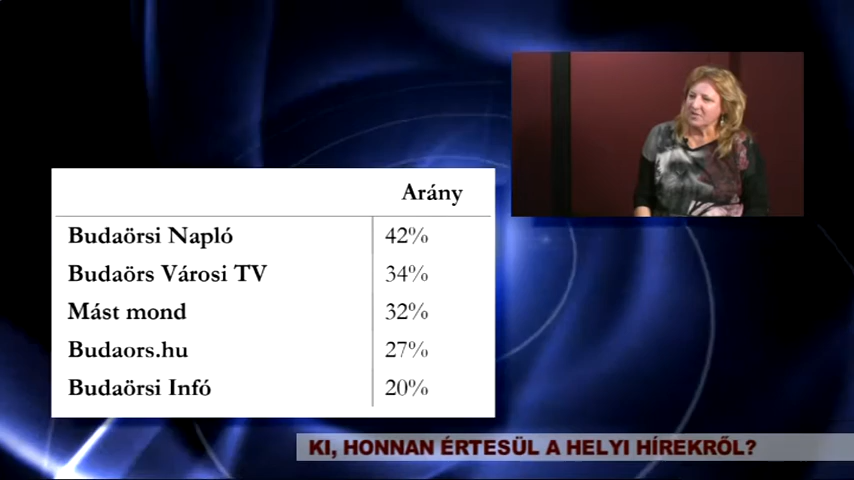 Arány
Budaörsi Napló 42%
Budaörs Városi TV 34%
Mást mond 32%
Budaors.hu 27%
Budaörsi Infó 20%
KI, HONNAN ÉRTESÜL A HELYI HÍREKRŐL?